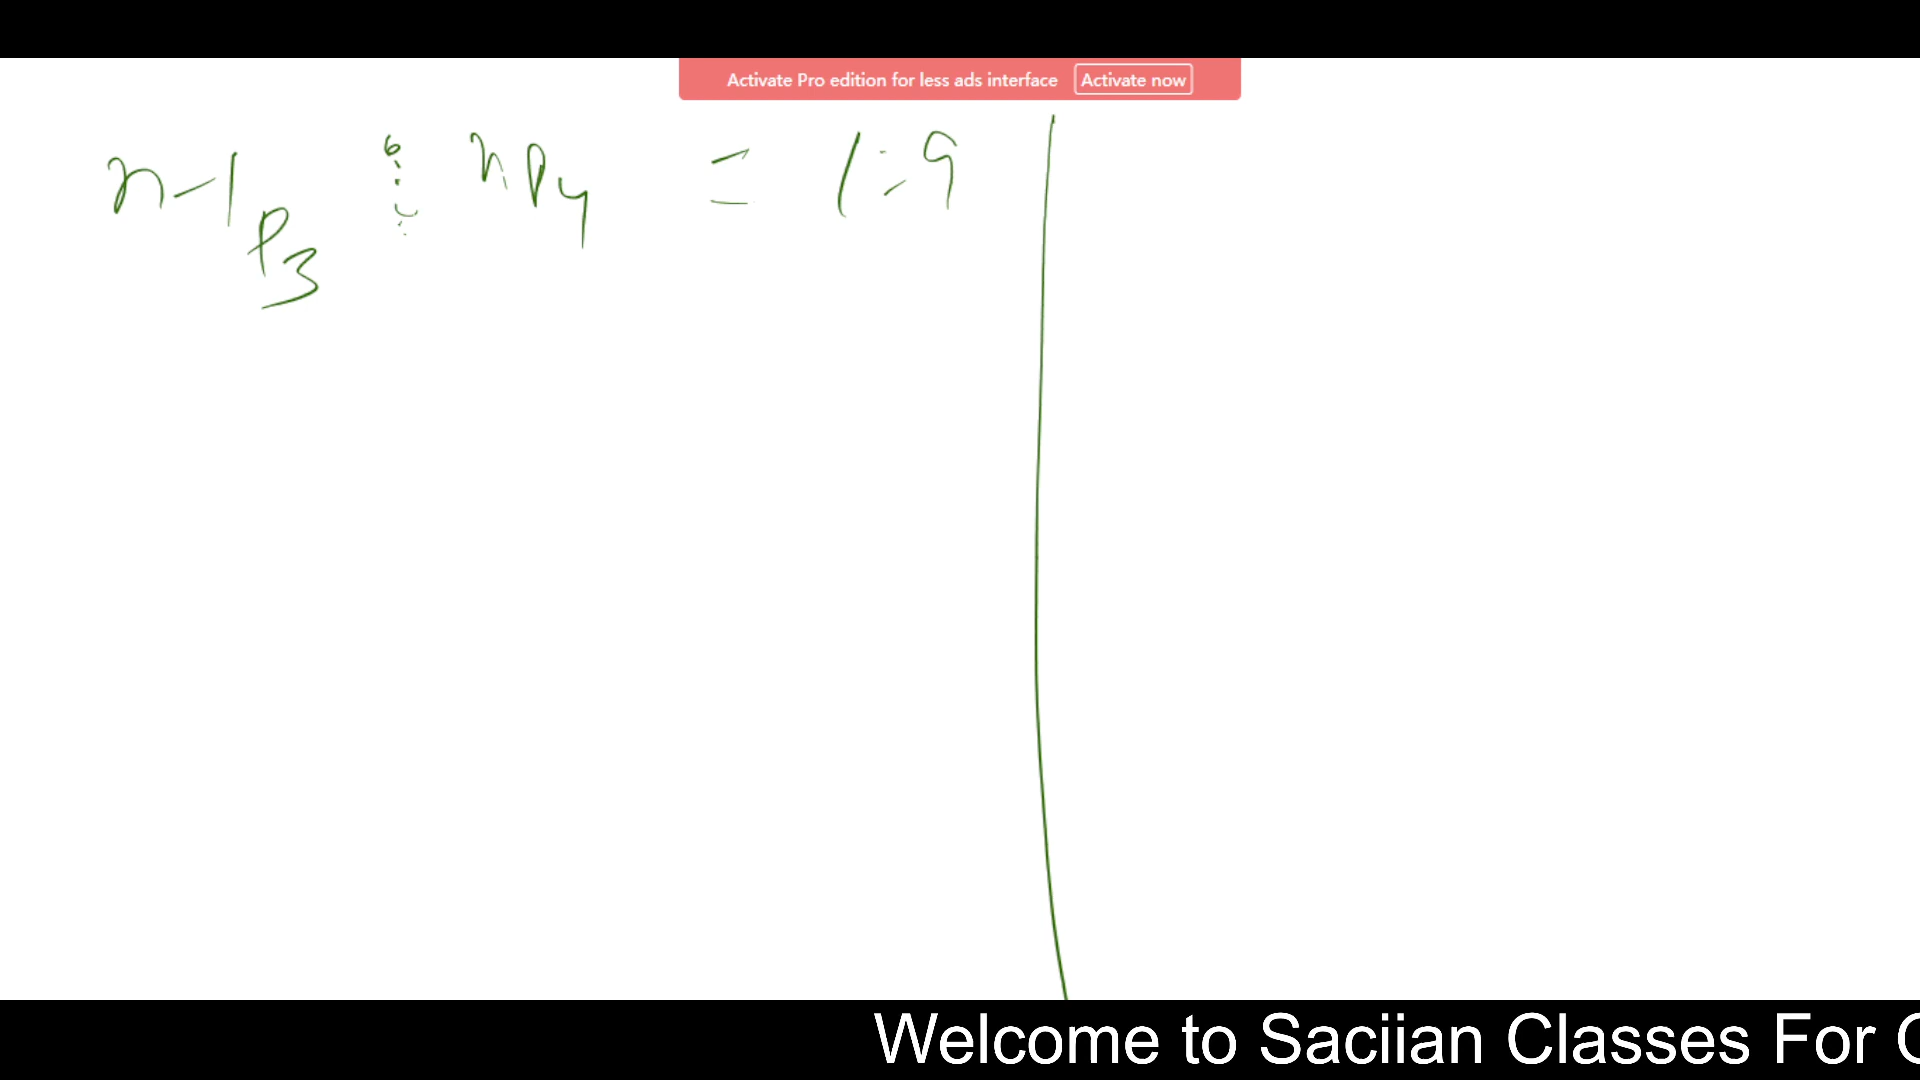 Activate Pro edition for less ads interface Activate now
n-1P3 : nP4 = 1:9
Welcome to Saciian Classes For